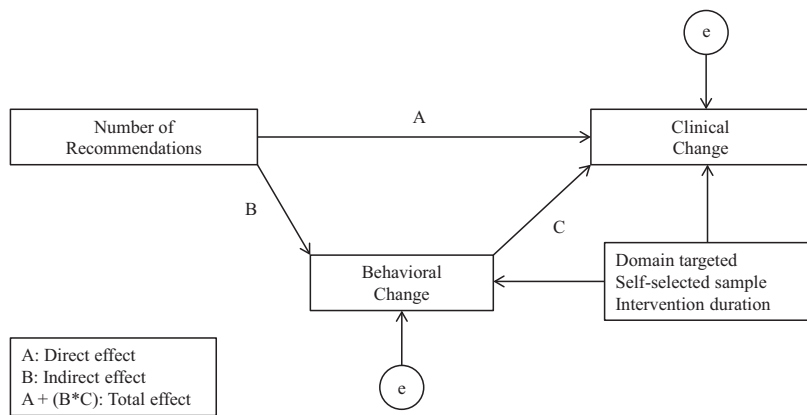 e
Number of
Recommendations
A
Clinical
Change
B
C
Behavioral
Change
Domain targeted
Self-selected sample
Intervention duration
A: Direct effect
B: Indirect effect
A + (B*C): Total effect
e